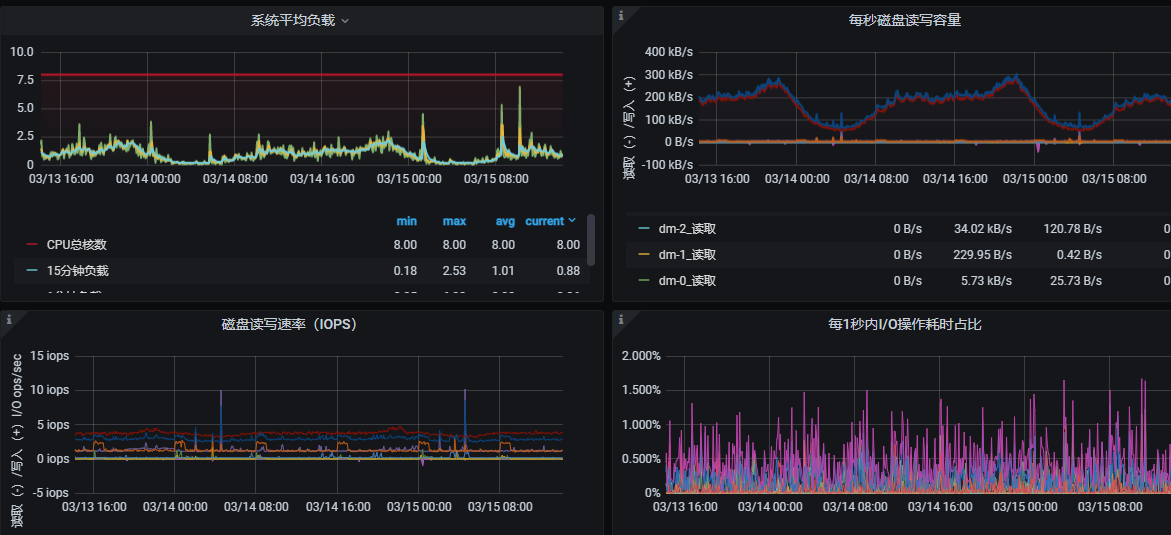 系统平均负载
10.0
7.5
5.0
2.5
0
03/13 16:00 03/14 00:00 03/14 08:00 03/14 16:00 03/15 00:00 03/15 08:00
min max avg current
CPU总核数 8.00 8.00 8.00 8.00
15分钟负载 0.18 2.53 1.01 0.88
每秒磁盘读写容量
读取（-）/写入（+）
400 kB/s
300 kB/s
200 kB/s
100 kB/s
0 B/s
-100 kB/s
03/13 16:00 03/14 00:00 03/14 08:00 03/14 16:00 03/15 00:00 03/15 08:00
dm-2_读取 0 B/s 34.02 kB/s 120.78 B/s
dm-1_读取 0 B/s 229.95 B/s 0.42 B/s
dm-0_读取 0 B/s 5.73 kB/s 25.73 B/s
磁盘读写速率（IOPS）
读取（-）/写入（+） I/O ops/sec
15 iops
10 iops
5 iops
0 iops
-5 iops
03/13 16:00 03/14 00:00 03/14 08:00 03/14 16:00 03/15 00:00 03/15 08:00
每1秒内I/O操作耗时占比
2.000%
1.500%
1.000%
0.500%
0%
03/13 16:00 03/14 00:00 03/14 08:00 03/14 16:00 03/15 00:00 03/15 08:00